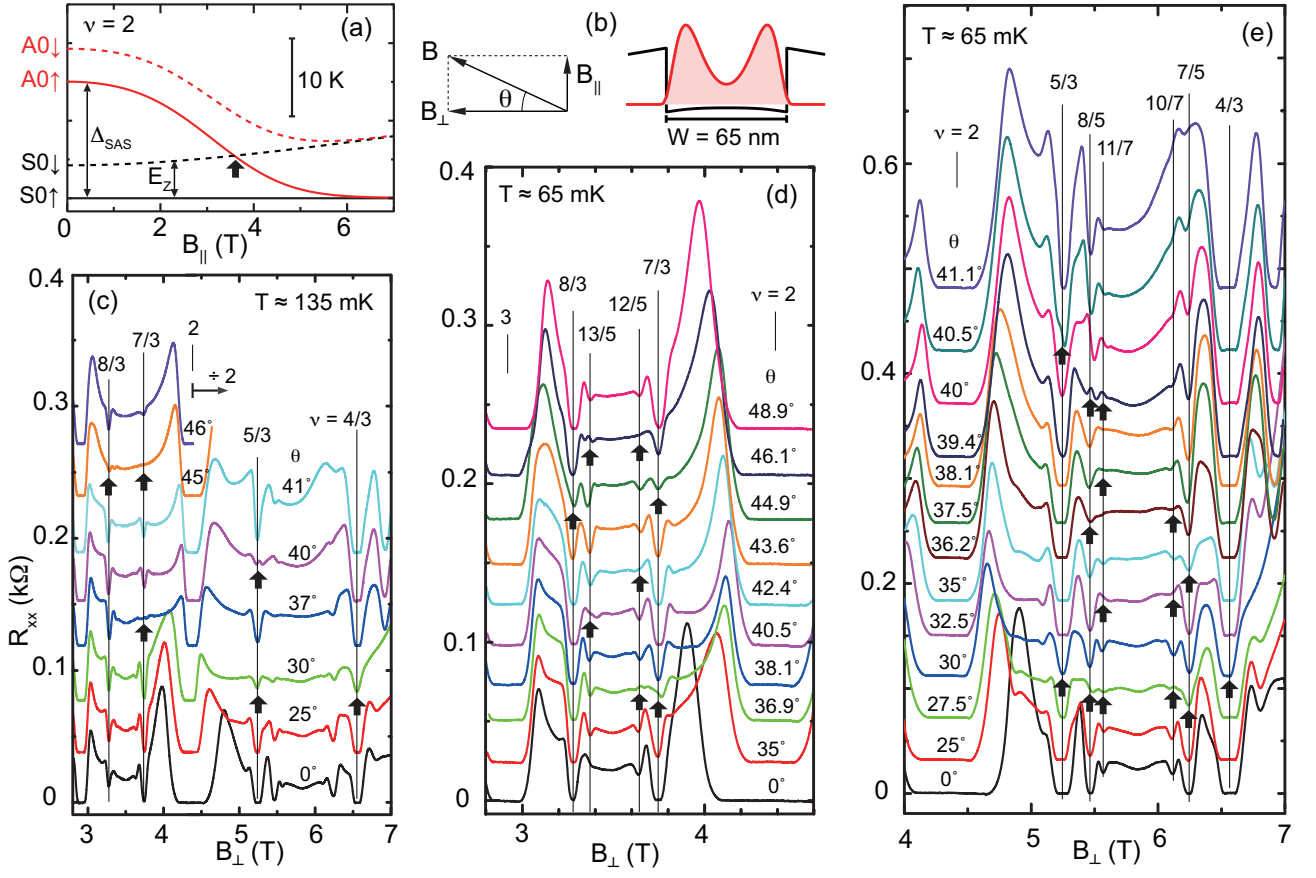 ν = 2
(a)
A0↓
A0↑
10 K
Δ_SAS
S0↓
E_Z
S0↑
0
2
4
6
B_|| (T)
(b)
B
B_||
θ
B_⊥
W = 65 nm
(c)
T ≈ 135 mK
0.4
0.3
0.2
0.1
0
R_xx (kΩ)
8/3
7/3
2
÷ 2
5/3
ν = 4/3
θ
46°
45°
41°
40°
37°
30°
25°
0°
3
4
5
6
7
B_⊥ (T)
(d)
T ≈ 65 mK
0.4
0.3
0.2
0.1
0
3
8/3
13/5
12/5
7/3
ν = 2
θ
48.9°
46.1°
44.9°
43.6°
42.4°
40.5°
38.1°
36.9°
35°
0°
3
4
B_⊥ (T)
T ≈ 65 mK
(e)
0.6
0.4
0.2
0
ν = 2
5/3
8/5
11/7
10/7
7/5
4/3
θ
41.1°
40.5°
40°
39.4°
38.1°
37.5°
36.2°
35°
32.5°
30°
27.5°
25°
0°
4
5
6
7
B_⊥ (T)